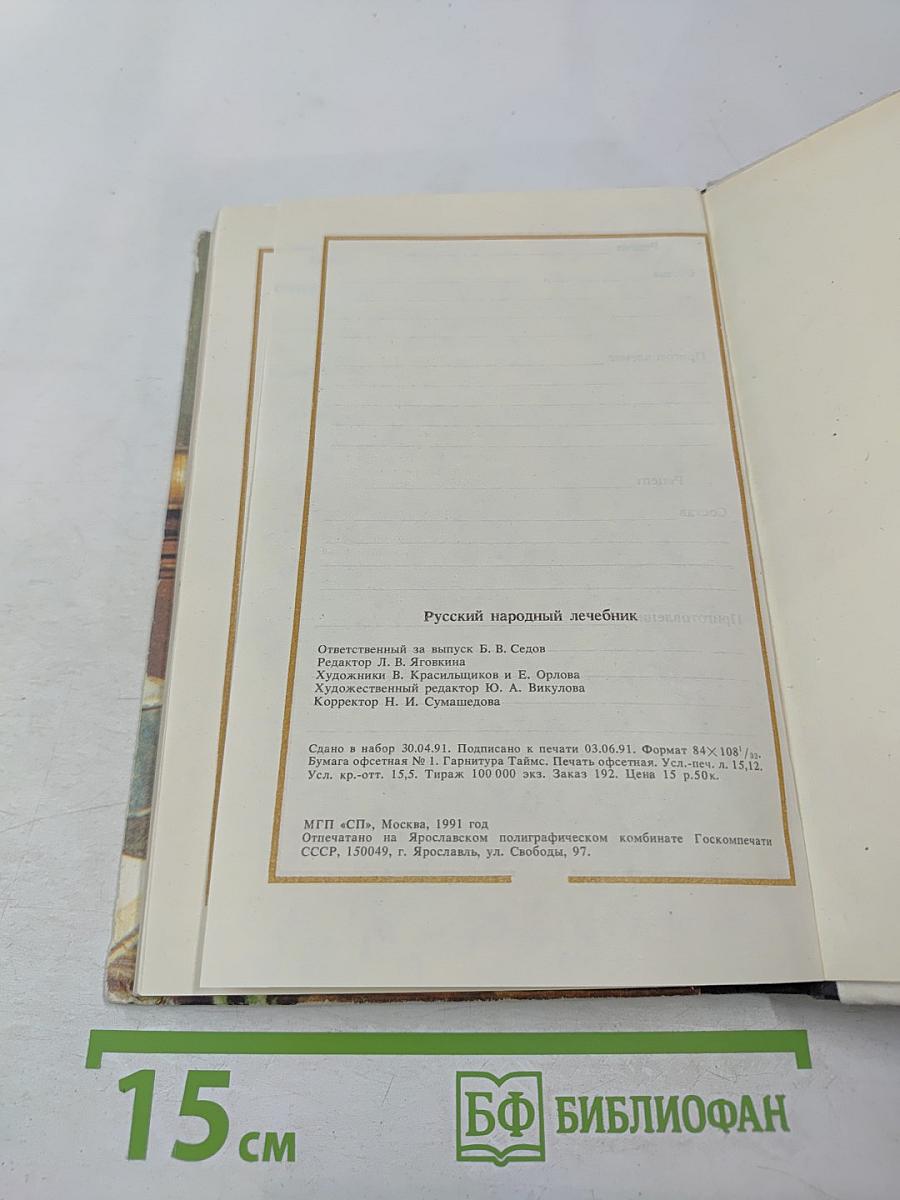 Русский народный лечебник
Ответственный за выпуск Б. В. Седов
Редактор Л. В. Яговкина
Художники В. Красильщиков и Е. Орлова
Художественный редактор Ю. А. Викулова
Корректор Н. И. Сумашедова
Сдано в набор 30.04.91. Подписано к печати 03.06.91. Формат 84×108¹/₃₂.
Бумага офсетная № 1. Гарнитура Таймс. Печать офсетная. Усл.-печ. л. 15,12.
Усл. кр.-отт. 15,5. Тираж 100 000 экз. Заказ 192. Цена 15 р.50к.
МГП «СП», Москва, 1991 год
Отпечатано на Ярославском полиграфическом комбинате Госкомпечати
СССР, 150049, г. Ярославль, ул. Свободы, 97.
15 см
БФ БИБЛИОФАН